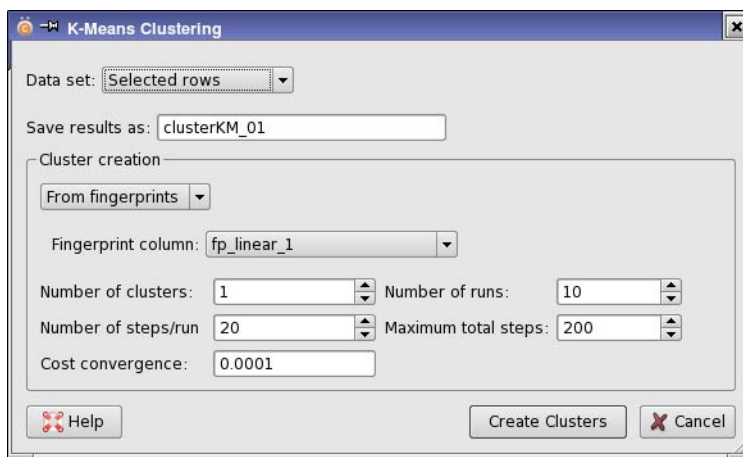 K-Means Clustering
Data set: Selected rows
Save results as: clusterKM_01
Cluster creation
From fingerprints
Fingerprint column: fp_linear_1
Number of clusters: 1 Number of runs: 10
Number of steps/run 20 Maximum total steps: 200
Cost convergence: 0.0001
Help Create Clusters Cancel